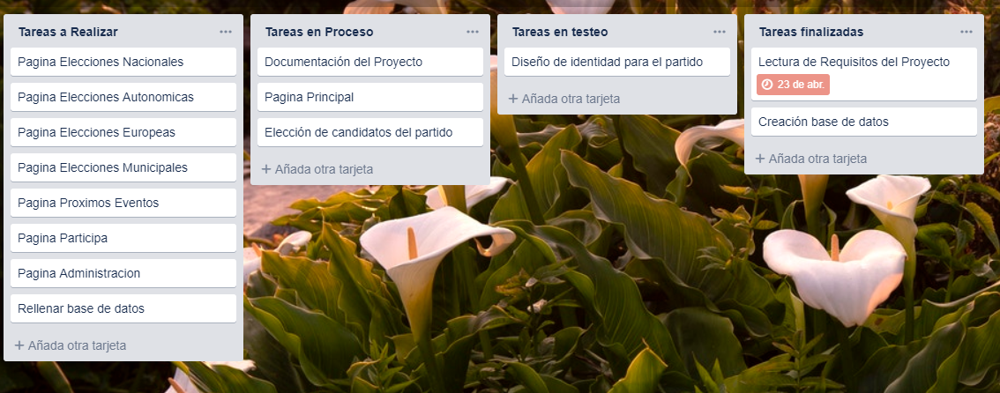 Tareas a Realizar
Pagina Elecciones Nacionales
Pagina Elecciones Autonomicas
Pagina Elecciones Europeas
Pagina Elecciones Municipales
Pagina Proximos Eventos
Pagina Participa
Pagina Administracion
Rellenar base de datos
+ Añada otra tarjeta
Tareas en Proceso
Documentación del Proyecto
Pagina Principal
Elección de candidatos del partido
+ Añada otra tarjeta
Tareas en testeo
Diseño de identidad para el partido
+ Añada otra tarjeta
Tareas finalizadas
Lectura de Requisitos del Proyecto
23 de abr.
Creación base de datos
+ Añada otra tarjeta